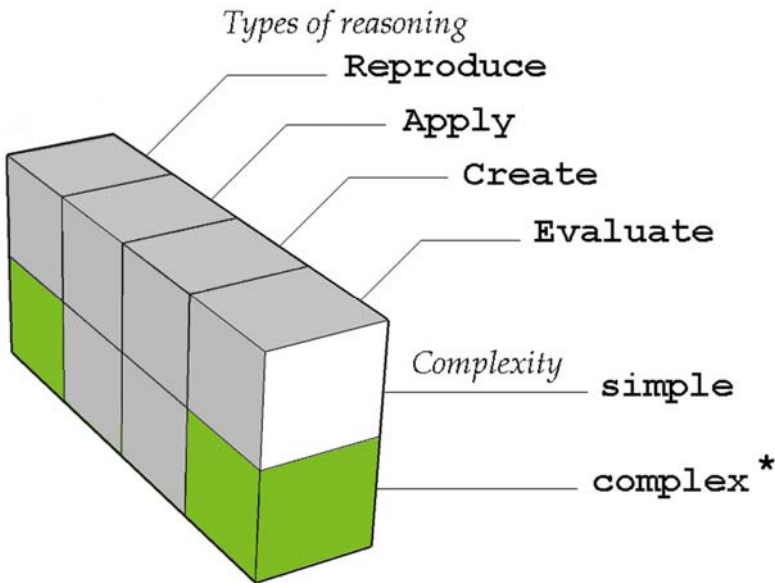 Types of reasoning
Reproduce
Apply
Create
Evaluate
Complexity
simple
complex*